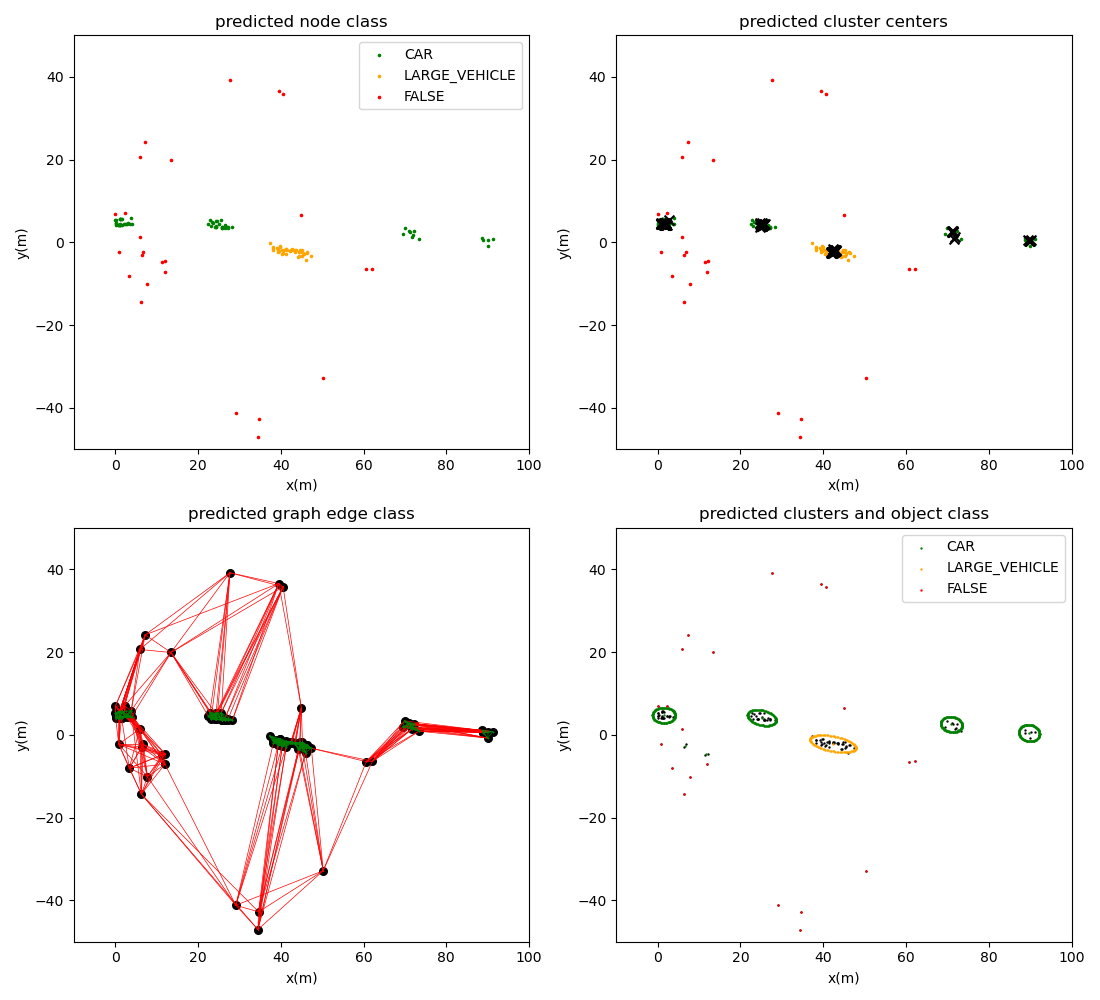 predicted node class
CAR
LARGE_VEHICLE
FALSE
40
20
0
−20
−40
y(m)
0 20 40 60 80 100
x(m)
predicted cluster centers
40
20
0
−20
−40
y(m)
0 20 40 60 80 100
x(m)
predicted graph edge class
40
20
0
−20
−40
y(m)
0 20 40 60 80 100
x(m)
predicted clusters and object class
CAR
LARGE_VEHICLE
FALSE
40
20
0
−20
−40
y(m)
0 20 40 60 80 100
x(m)